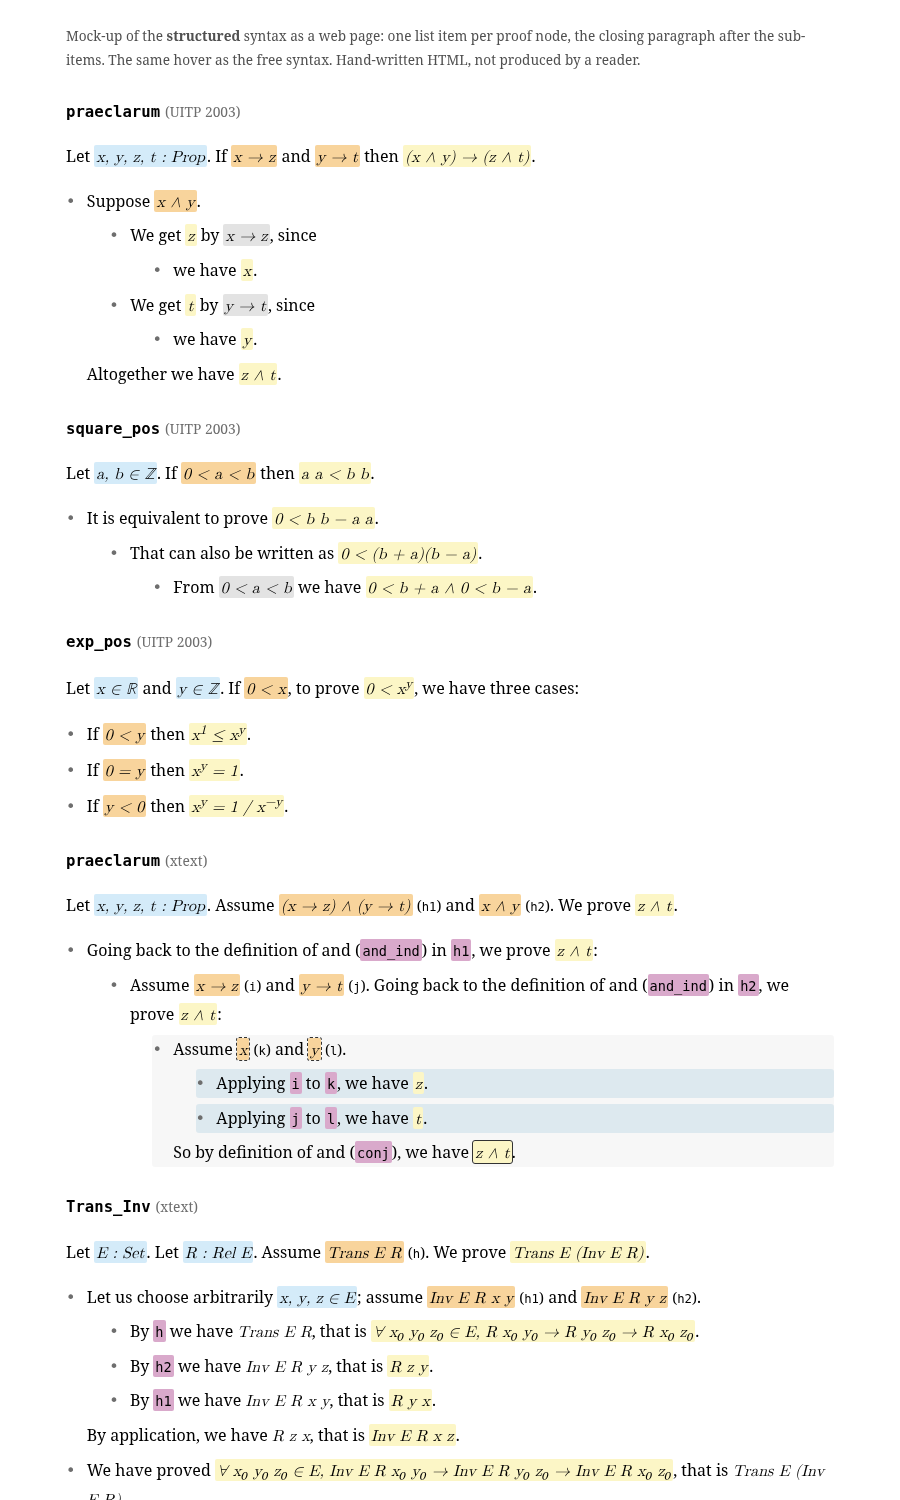 Mock-up of the structured syntax as a web page: one list item per proof node, the closing paragraph after the sub-
items. The same hover as the free syntax. Hand-written HTML, not produced by a reader.
praeclarum (UITP 2003)
Let x, y, z, t : Prop. If x → z and y → t then (x ∧ y) → (z ∧ t).
• Suppose x ∧ y.
• We get z by x → z, since
• we have x.
• We get t by y → t, since
• we have y.
Altogether we have z ∧ t.
square_pos (UITP 2003)
Let a, b ∈ ℤ. If 0 < a < b then a a < b b.
• It is equivalent to prove 0 < b b − a a.
• That can also be written as 0 < (b + a)(b − a).
• From 0 < a < b we have 0 < b + a ∧ 0 < b − a.
exp_pos (UITP 2003)
Let x ∈ ℝ and y ∈ ℤ. If 0 < x, to prove 0 < x^y, we have three cases:
• If 0 < y then x^1 ≤ x^y.
• If 0 = y then x^y = 1.
• If y < 0 then x^y = 1 / x^−y.
praeclarum (xtext)
Let x, y, z, t : Prop. Assume (x → z) ∧ (y → t) (h1) and x ∧ y (h2). We prove z ∧ t.
• Going back to the definition of and (and_ind) in h1, we prove z ∧ t:
• Assume x → z (i) and y → t (j). Going back to the definition of and (and_ind) in h2, we
prove z ∧ t:
• Assume x (k) and y (l).
• Applying i to k, we have z.
• Applying j to l, we have t.
So by definition of and (conj), we have z ∧ t.
Trans_Inv (xtext)
Let E : Set. Let R : Rel E. Assume Trans E R (h). We prove Trans E (Inv E R).
• Let us choose arbitrarily x, y, z ∈ E; assume Inv E R x y (h1) and Inv E R y z (h2).
• By h we have Trans E R, that is ∀ x₀ y₀ z₀ ∈ E, R x₀ y₀ → R y₀ z₀ → R x₀ z₀.
• By h2 we have Inv E R y z, that is R z y.
• By h1 we have Inv E R x y, that is R y x.
By application, we have R z x, that is Inv E R x z.
• We have proved ∀ x₀ y₀ z₀ ∈ E, Inv E R x₀ y₀ → Inv E R y₀ z₀ → Inv E R x₀ z₀, that is Trans E (Inv
E R)